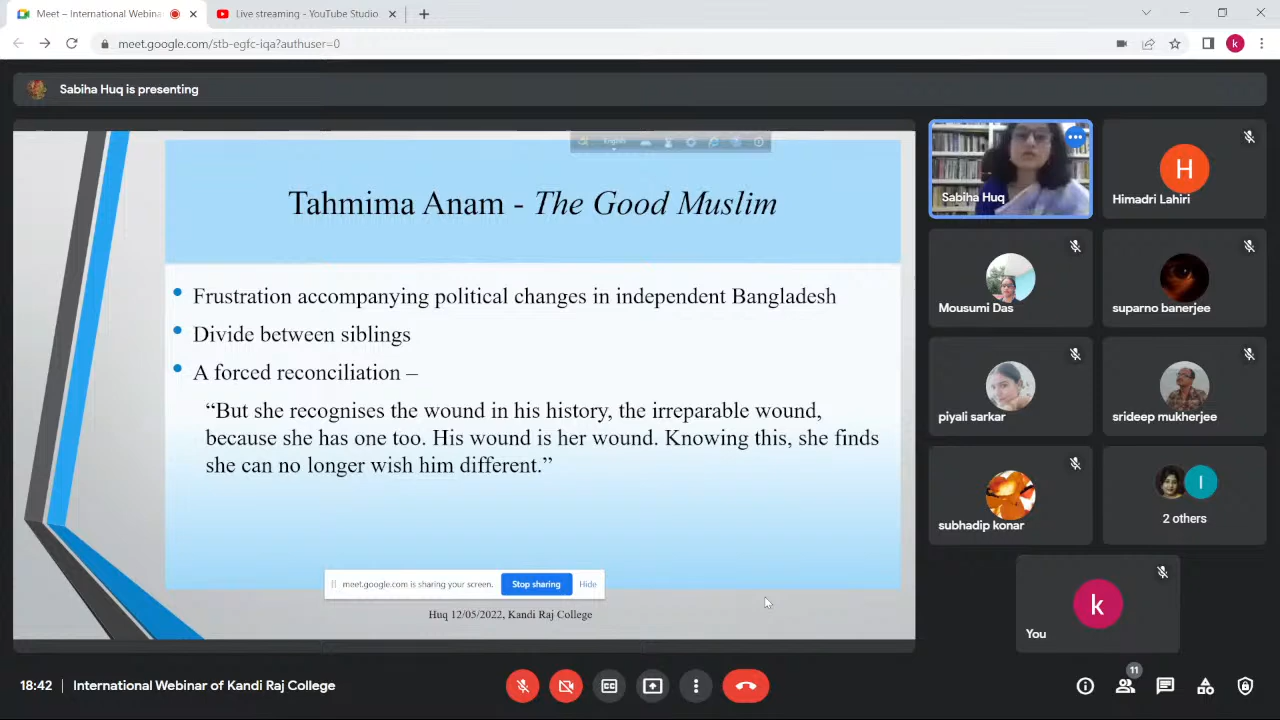 Meet – International Webinar
Live streaming - YouTube Studio
meet.google.com/stb-egfc-iqa?authuser=0
k
Sabiha Huq is presenting
English
Tahmima Anam - The Good Muslim
• Frustration accompanying political changes in independent Bangladesh
• Divide between siblings
• A forced reconciliation –
“But she recognises the wound in his history, the irreparable wound,
because she has one too. His wound is her wound. Knowing this, she finds
she can no longer wish him different.”
meet.google.com is sharing your screen.
Stop sharing
Hide
Huq 12/05/2022, Kandi Raj College
Sabiha Huq
H
Himadri Lahiri
Mousumi Das
suparno banerjee
piyali sarkar
srideep mukherjee
subhadip konar
I
2 others
k
You
18:42 | International Webinar of Kandi Raj College
CC
11